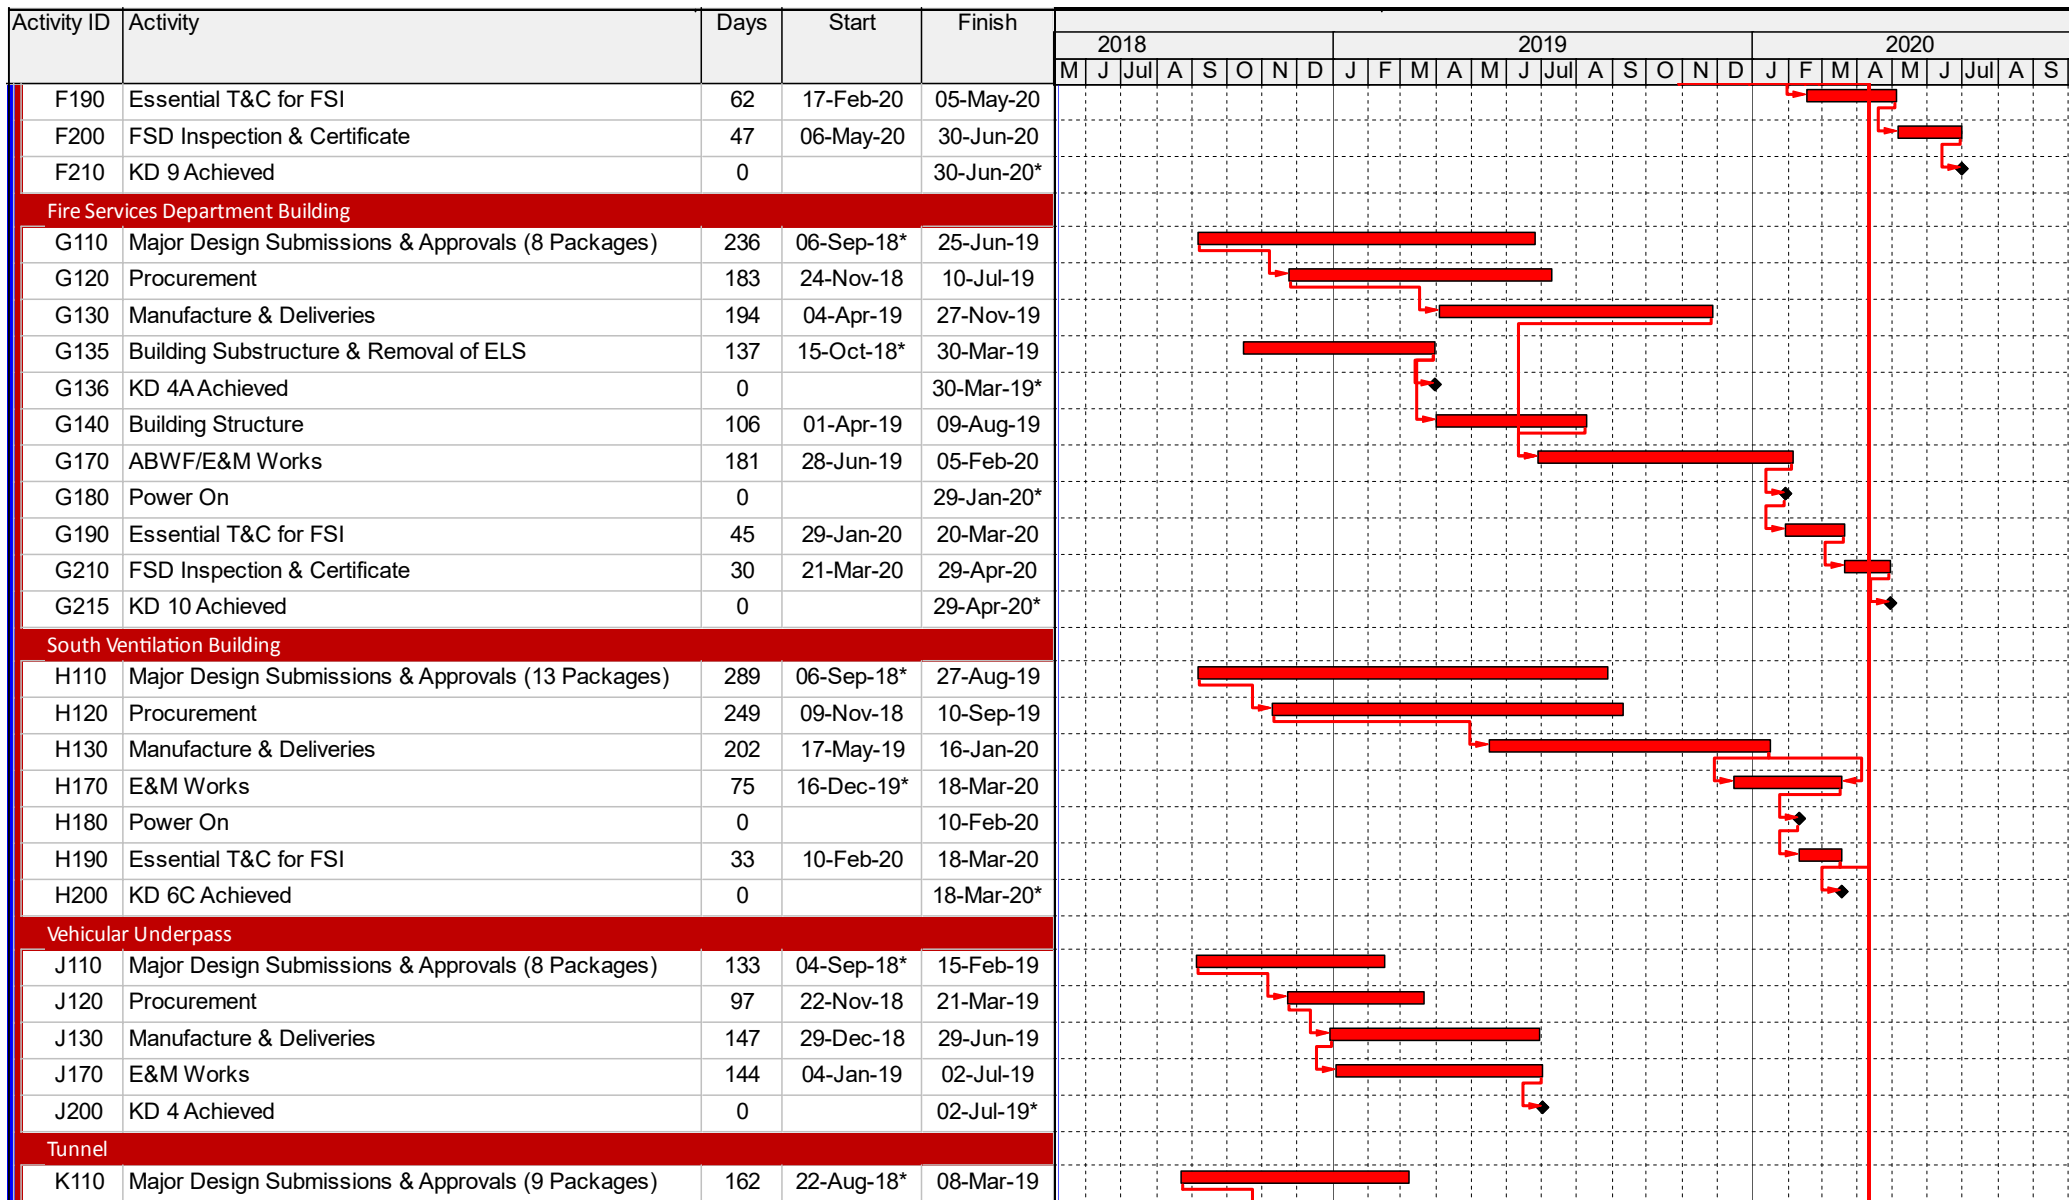 Activity ID Activity Days Start Finish
2018 2019 2020
M J Jul A S O N D J F M A M J Jul A S O N D J F M A M J Jul A S
F190 Essential T&C for FSI 62 17-Feb-20 05-May-20
F200 FSD Inspection & Certificate 47 06-May-20 30-Jun-20
F210 KD 9 Achieved 0 30-Jun-20*
Fire Services Department Building
G110 Major Design Submissions & Approvals (8 Packages) 236 06-Sep-18* 25-Jun-19
G120 Procurement 183 24-Nov-18 10-Jul-19
G130 Manufacture & Deliveries 194 04-Apr-19 27-Nov-19
G135 Building Substructure & Removal of ELS 137 15-Oct-18* 30-Mar-19
G136 KD 4A Achieved 0 30-Mar-19*
G140 Building Structure 106 01-Apr-19 09-Aug-19
G170 ABWF/E&M Works 181 28-Jun-19 05-Feb-20
G180 Power On 0 29-Jan-20*
G190 Essential T&C for FSI 45 29-Jan-20 20-Mar-20
G210 FSD Inspection & Certificate 30 21-Mar-20 29-Apr-20
G215 KD 10 Achieved 0 29-Apr-20*
South Ventilation Building
H110 Major Design Submissions & Approvals (13 Packages) 289 06-Sep-18* 27-Aug-19
H120 Procurement 249 09-Nov-18 10-Sep-19
H130 Manufacture & Deliveries 202 17-May-19 16-Jan-20
H170 E&M Works 75 16-Dec-19* 18-Mar-20
H180 Power On 0 10-Feb-20
H190 Essential T&C for FSI 33 10-Feb-20 18-Mar-20
H200 KD 6C Achieved 0 18-Mar-20*
Vehicular Underpass
J110 Major Design Submissions & Approvals (8 Packages) 133 04-Sep-18* 15-Feb-19
J120 Procurement 97 22-Nov-18 21-Mar-19
J130 Manufacture & Deliveries 147 29-Dec-18 29-Jun-19
J170 E&M Works 144 04-Jan-19 02-Jul-19
J200 KD 4 Achieved 0 02-Jul-19*
Tunnel
K110 Major Design Submissions & Approvals (9 Packages) 162 22-Aug-18* 08-Mar-19